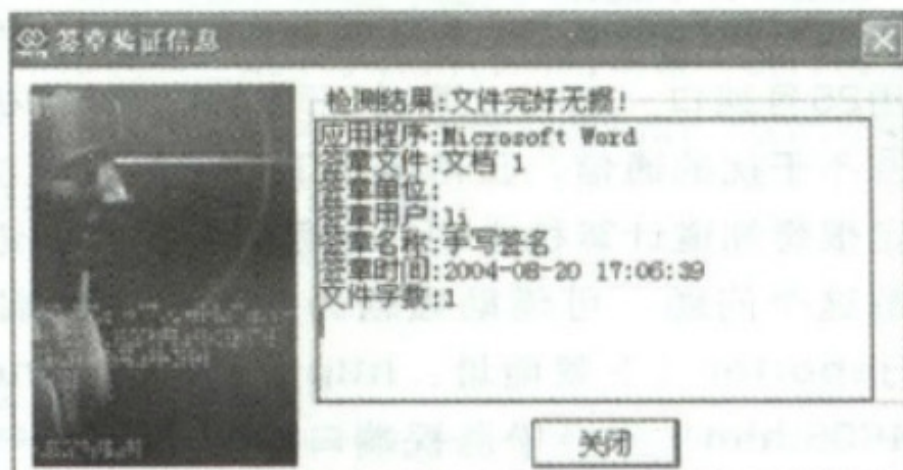 签章验证信息
检测结果:文件完好无损!
应用程序:Microsoft Word
签章文件:文档 1
签章单位:
签章用户:li
签章名称:手写签名
签章时间:2004-08-20 17:06:39
文件字数:1
关闭